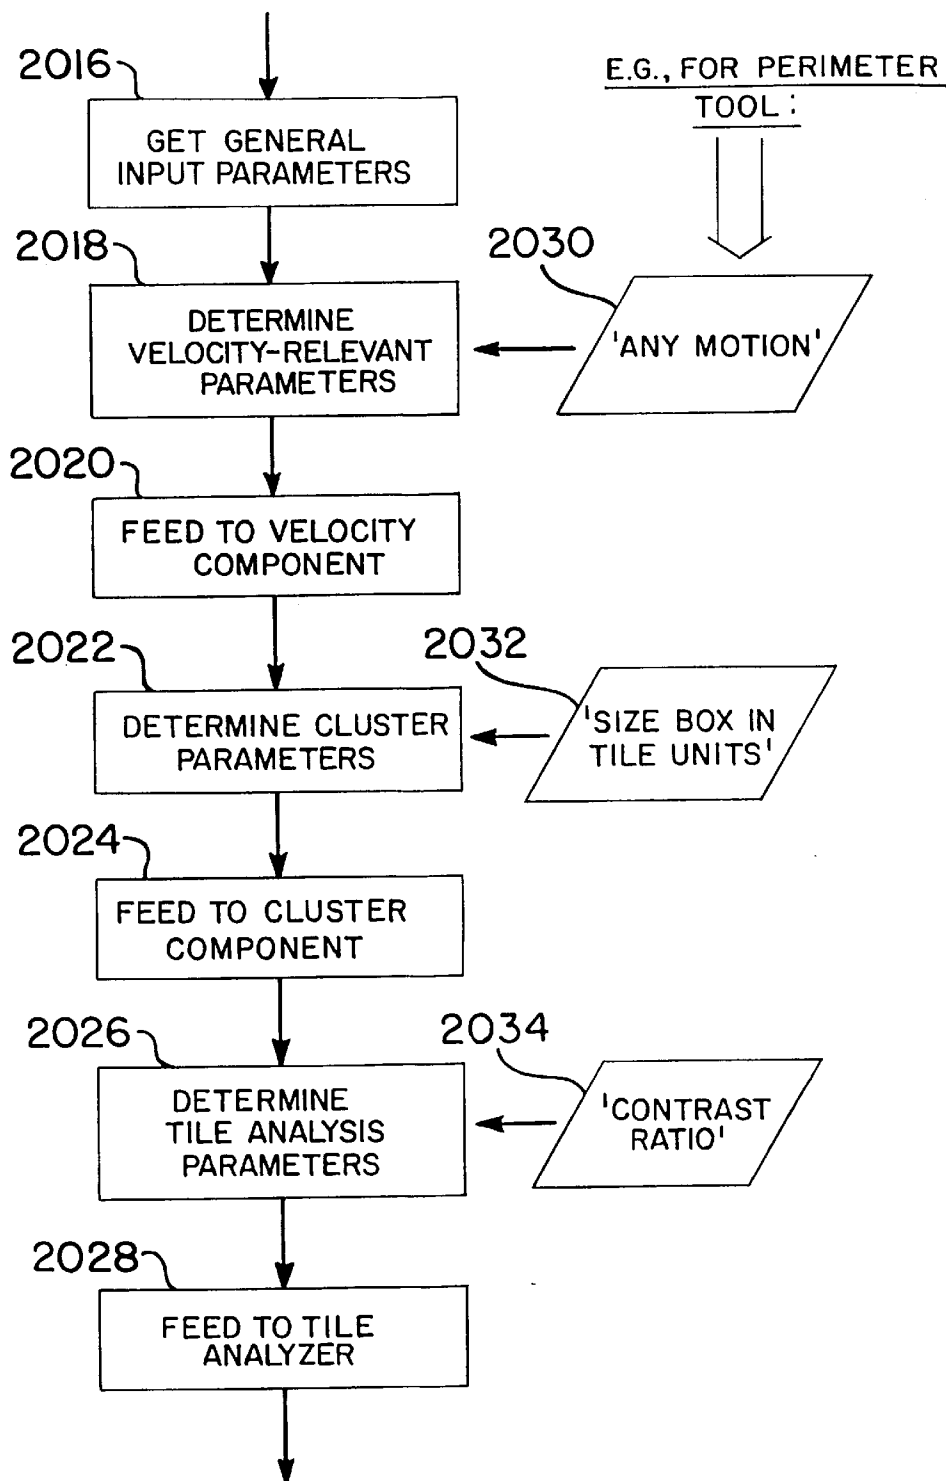 2016
GET GENERAL
INPUT PARAMETERS
E.G., FOR PERIMETER
TOOL:
2018
DETERMINE
VELOCITY-RELEVANT
PARAMETERS
2030
'ANY MOTION'
2020
FEED TO VELOCITY
COMPONENT
2022
DETERMINE CLUSTER
PARAMETERS
2032
'SIZE BOX IN
TILE UNITS'
2024
FEED TO CLUSTER
COMPONENT
2026
DETERMINE
TILE ANALYSIS
PARAMETERS
2034
'CONTRAST
RATIO'
2028
FEED TO TILE
ANALYZER